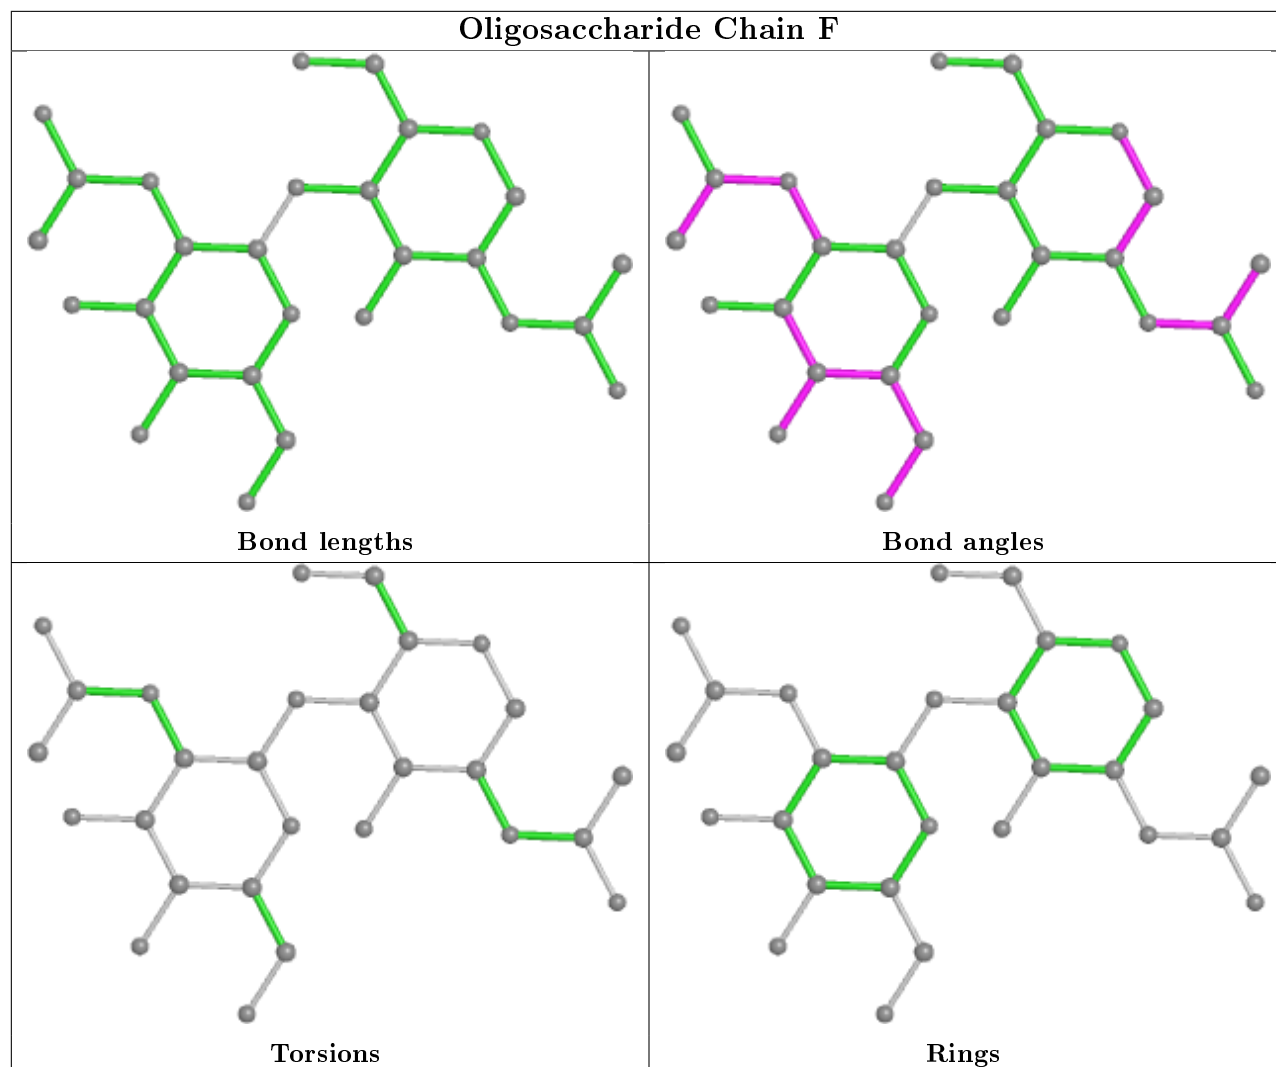 Oligosaccharide Chain F
Bond lengths
Bond angles
Torsions
Rings